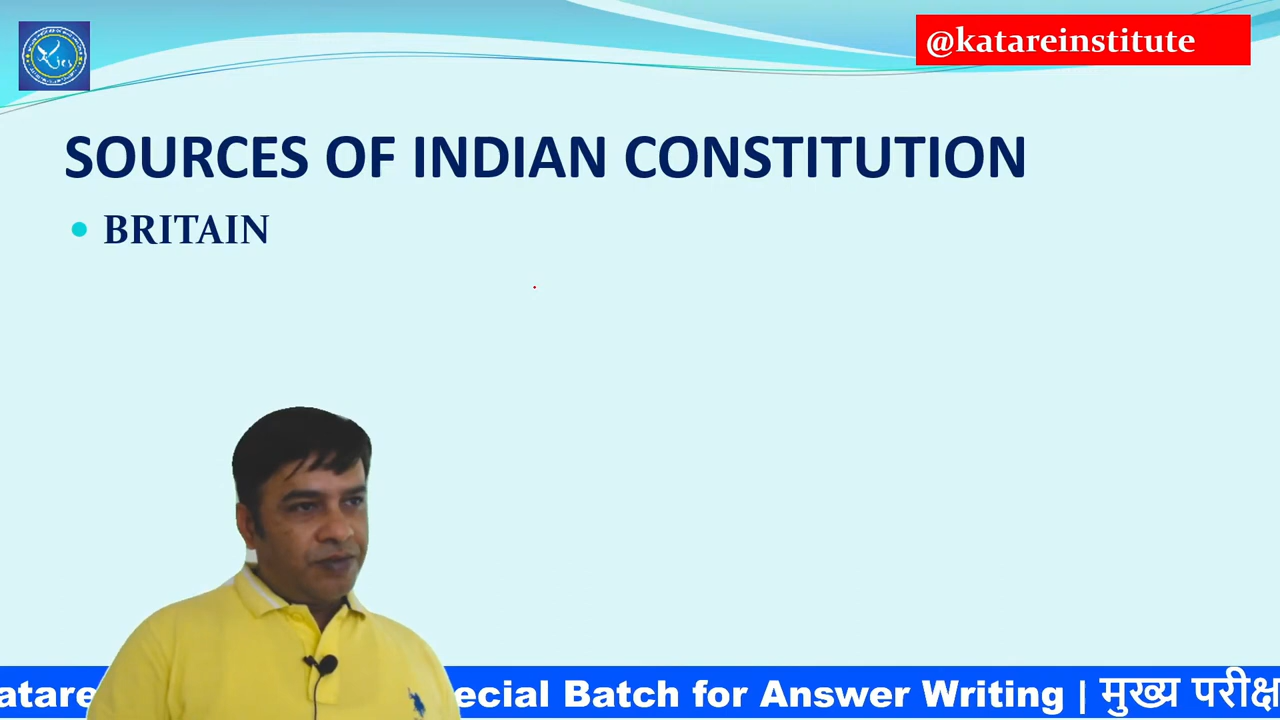 @katareinstitute
SOURCES OF INDIAN CONSTITUTION
BRITAIN
atare ecial Batch for Answer Writing | मुख्य परीक्ष